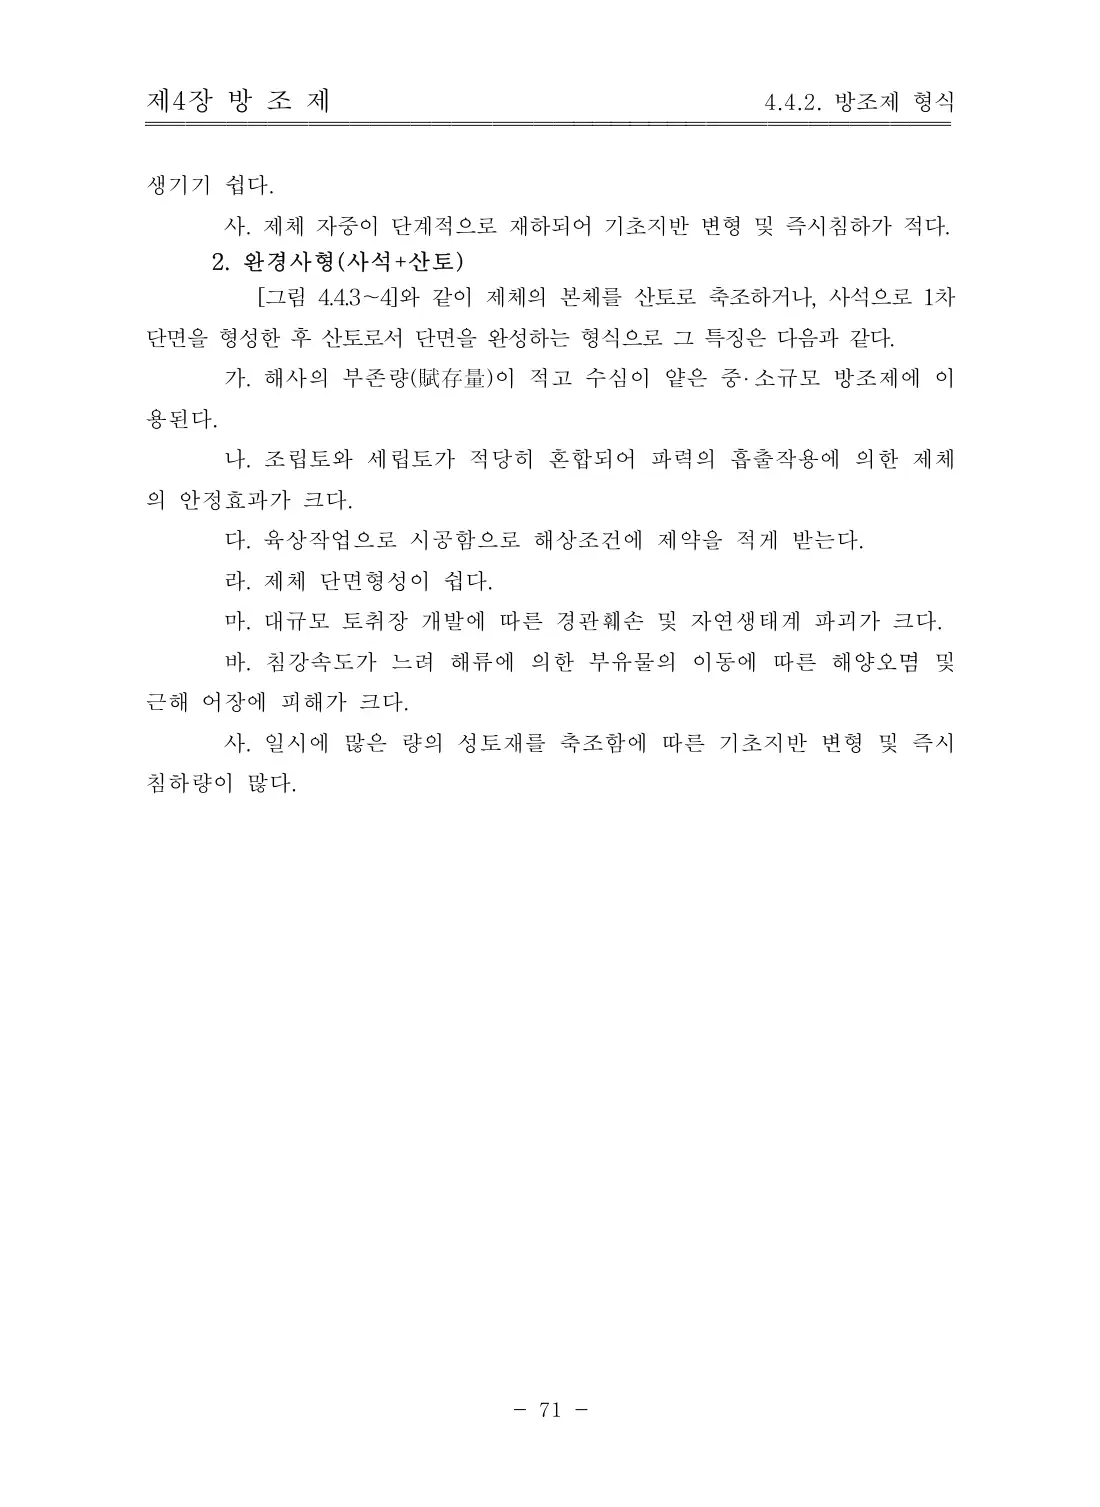 제4장 방 조 제
4.4.2. 방조제 형식
생기기 쉽다.
사. 제체 자중이 단계적으로 재하되어 기초지반 변형 및 즉시침하가 적다.
2. 완경사형(사석+산토)
[그림 4.4.3~4]와 같이 제체의 본체를 산토로 축조하거나, 사석으로 1차
단면을 형성한 후 산토로서 단면을 완성하는 형식으로 그 특징은 다음과 같다.
가. 해사의 부존량(賦存量)이 적고 수심이 얕은 중·소규모 방조제에 이
용된다.
나. 조립토와 세립토가 적당히 혼합되어 파력의 흡출작용에 의한 제체
의 안정효과가 크다.
다. 육상작업으로 시공함으로 해상조건에 제약을 적게 받는다.
라. 제체 단면형성이 쉽다.
마. 대규모 토취장 개발에 따른 경관훼손 및 자연생태계 파괴가 크다.
바. 침강속도가 느려 해류에 의한 부유물의 이동에 따른 해양오염 및
근해 어장에 피해가 크다.
사. 일시에 많은 량의 성토재를 축조함에 따른 기초지반 변형 및 즉시
침하량이 많다.
- 71 -